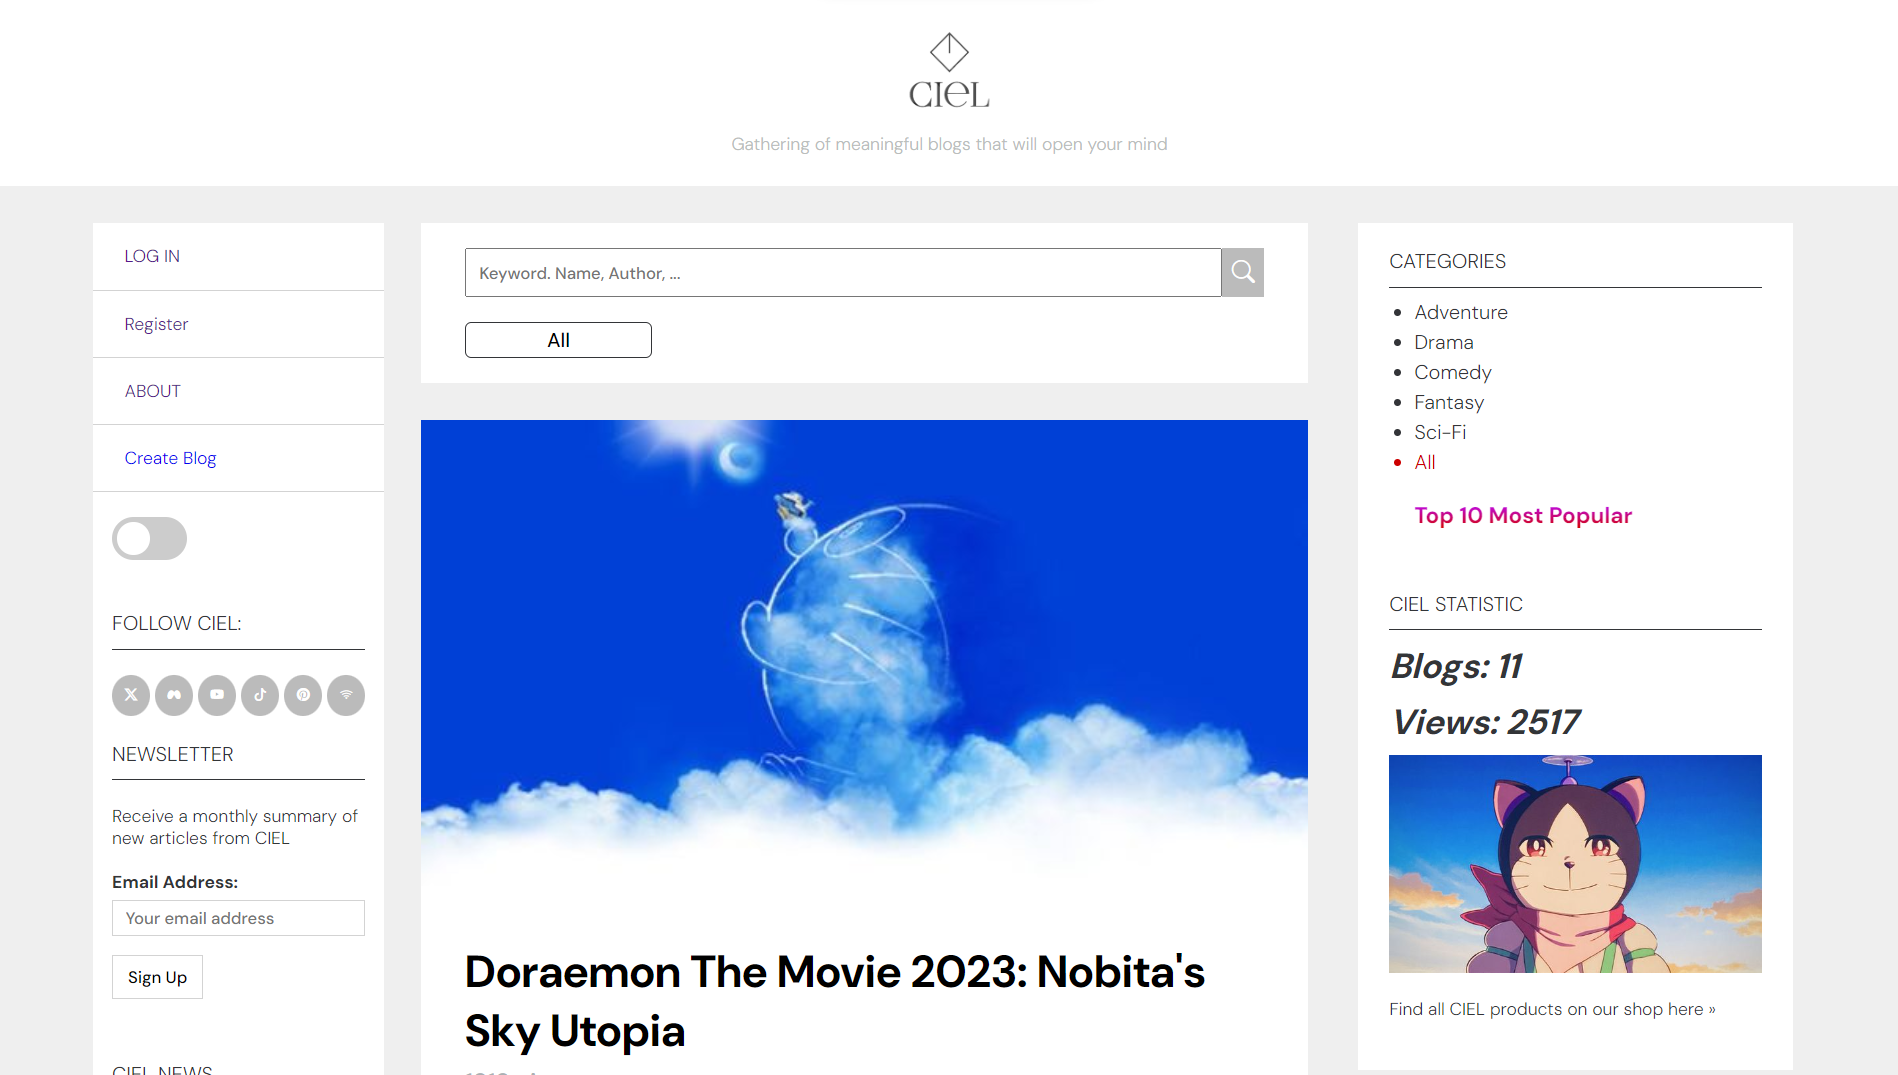 CIEL
Gathering of meaningful blogs that will open your mind
LOG IN
Register
ABOUT
Create Blog
FOLLOW CIEL:
NEWSLETTER
Receive a monthly summary of
new articles from CIEL
Email Address:
Your email address
Sign Up
CIEL NEWS
Keyword. Name, Author, ...
All
Doraemon The Movie 2023: Nobita's
Sky Utopia
CATEGORIES
Adventure
Drama
Comedy
Fantasy
Sci-Fi
All
Top 10 Most Popular
CIEL STATISTIC
Blogs: 11
Views: 2517
Find all CIEL products on our shop here »